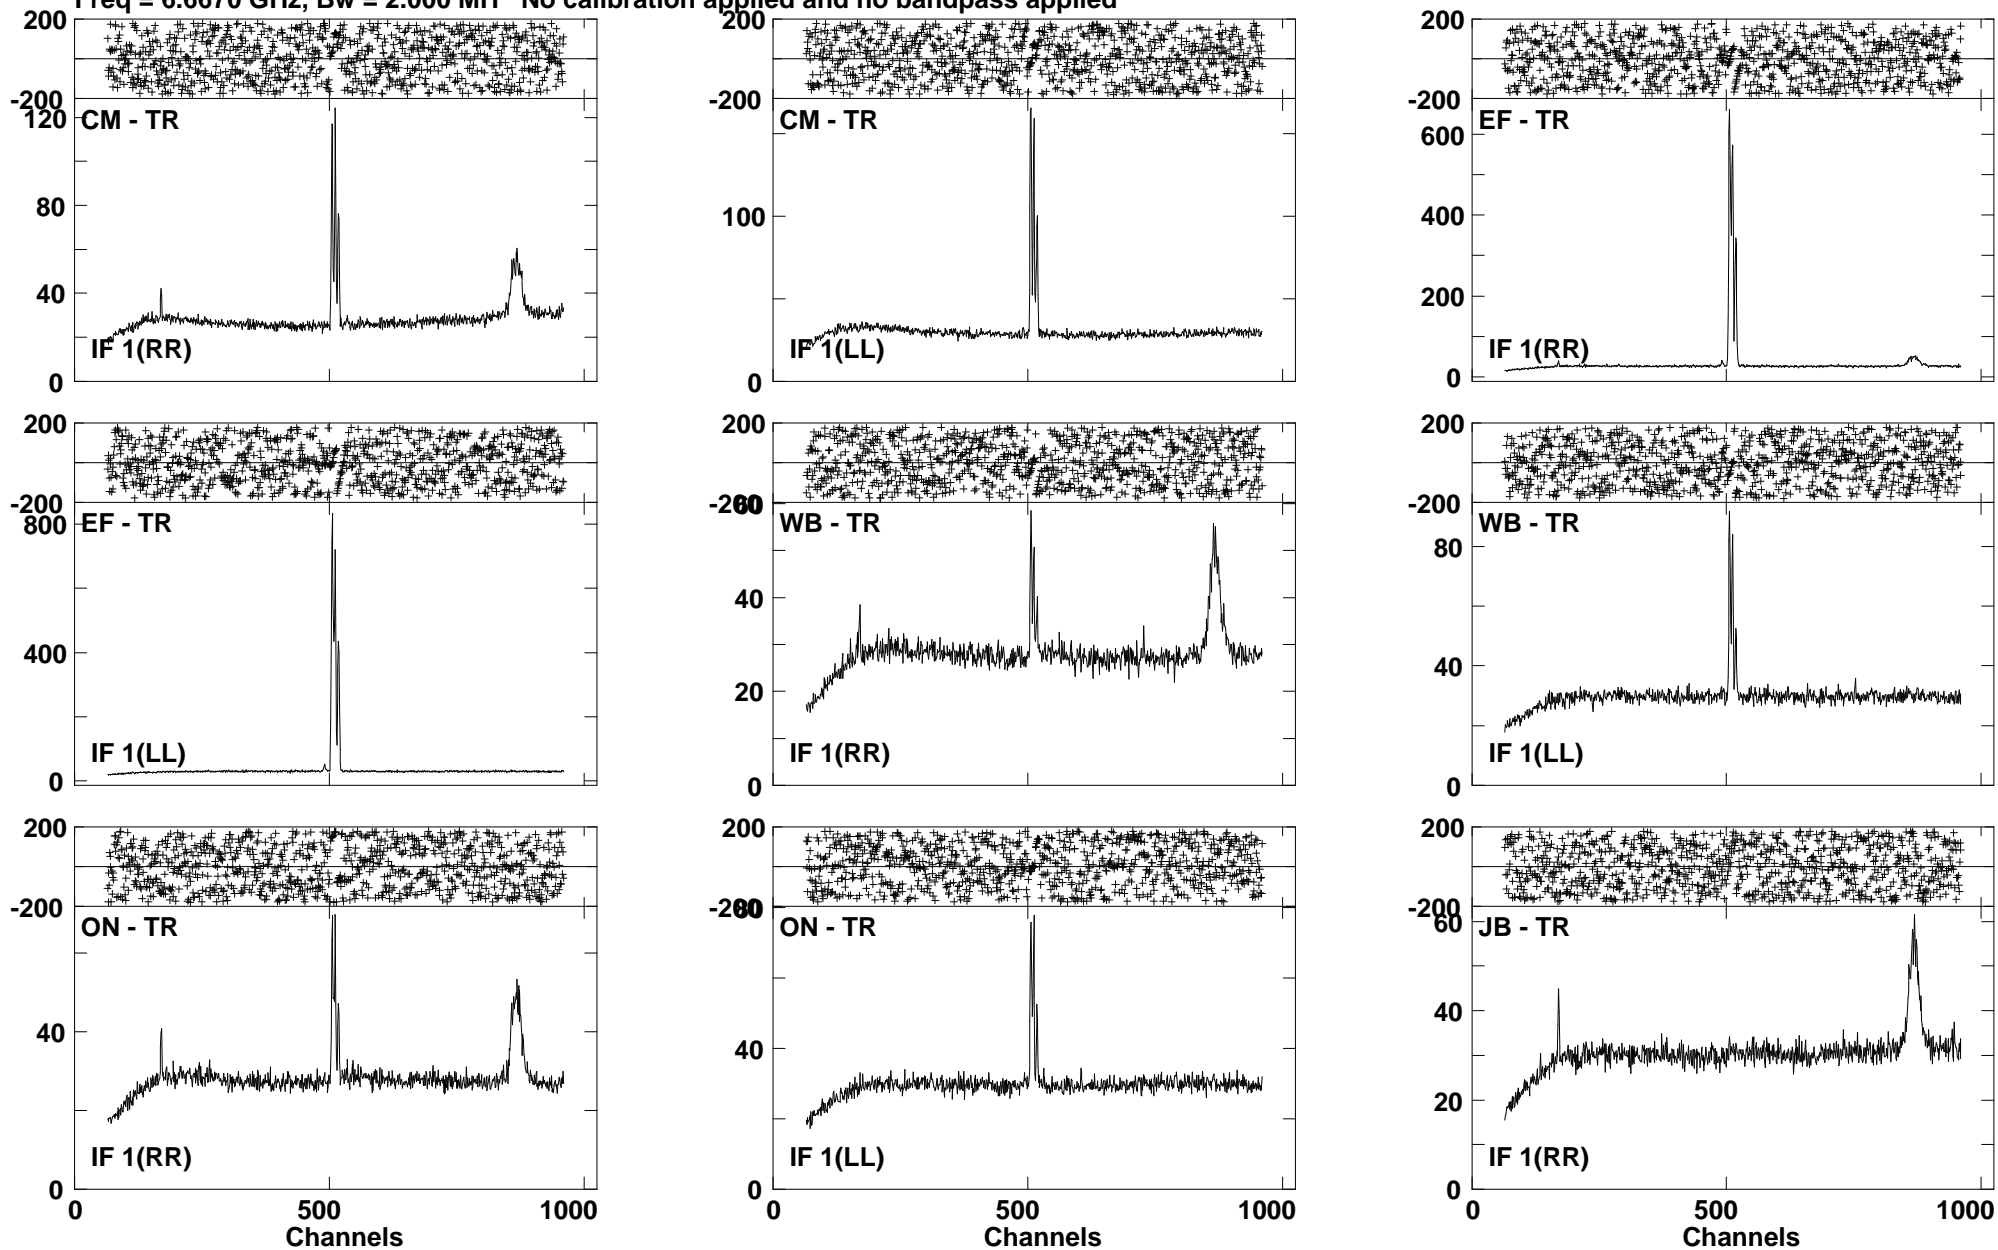 Freq = 6.6670 GHz, Bw = 2.000 MH No calibration applied and no bandpass applied
200 200 200
-200 -200 -200
120 CM - TR CM - TR 600 EF - TR
80 100 400
40 200
IF 1(RR) IF 1(LL) IF 1(RR)
0 0 0
200 200 200
-200 -200 60 -200
800 EF - TR WB - TR 80 WB - TR
400 40 40
20
IF 1(LL) IF 1(RR) IF 1(LL)
0 0 0
200 200 200
-200 -200 80 -200
ON - TR ON - TR 60 JB - TR
40 40 40
20
IF 1(RR) IF 1(LL) IF 1(RR)
0 0 0
0 500 1000 0 500 1000 0 500 1000
Channels Channels Channels